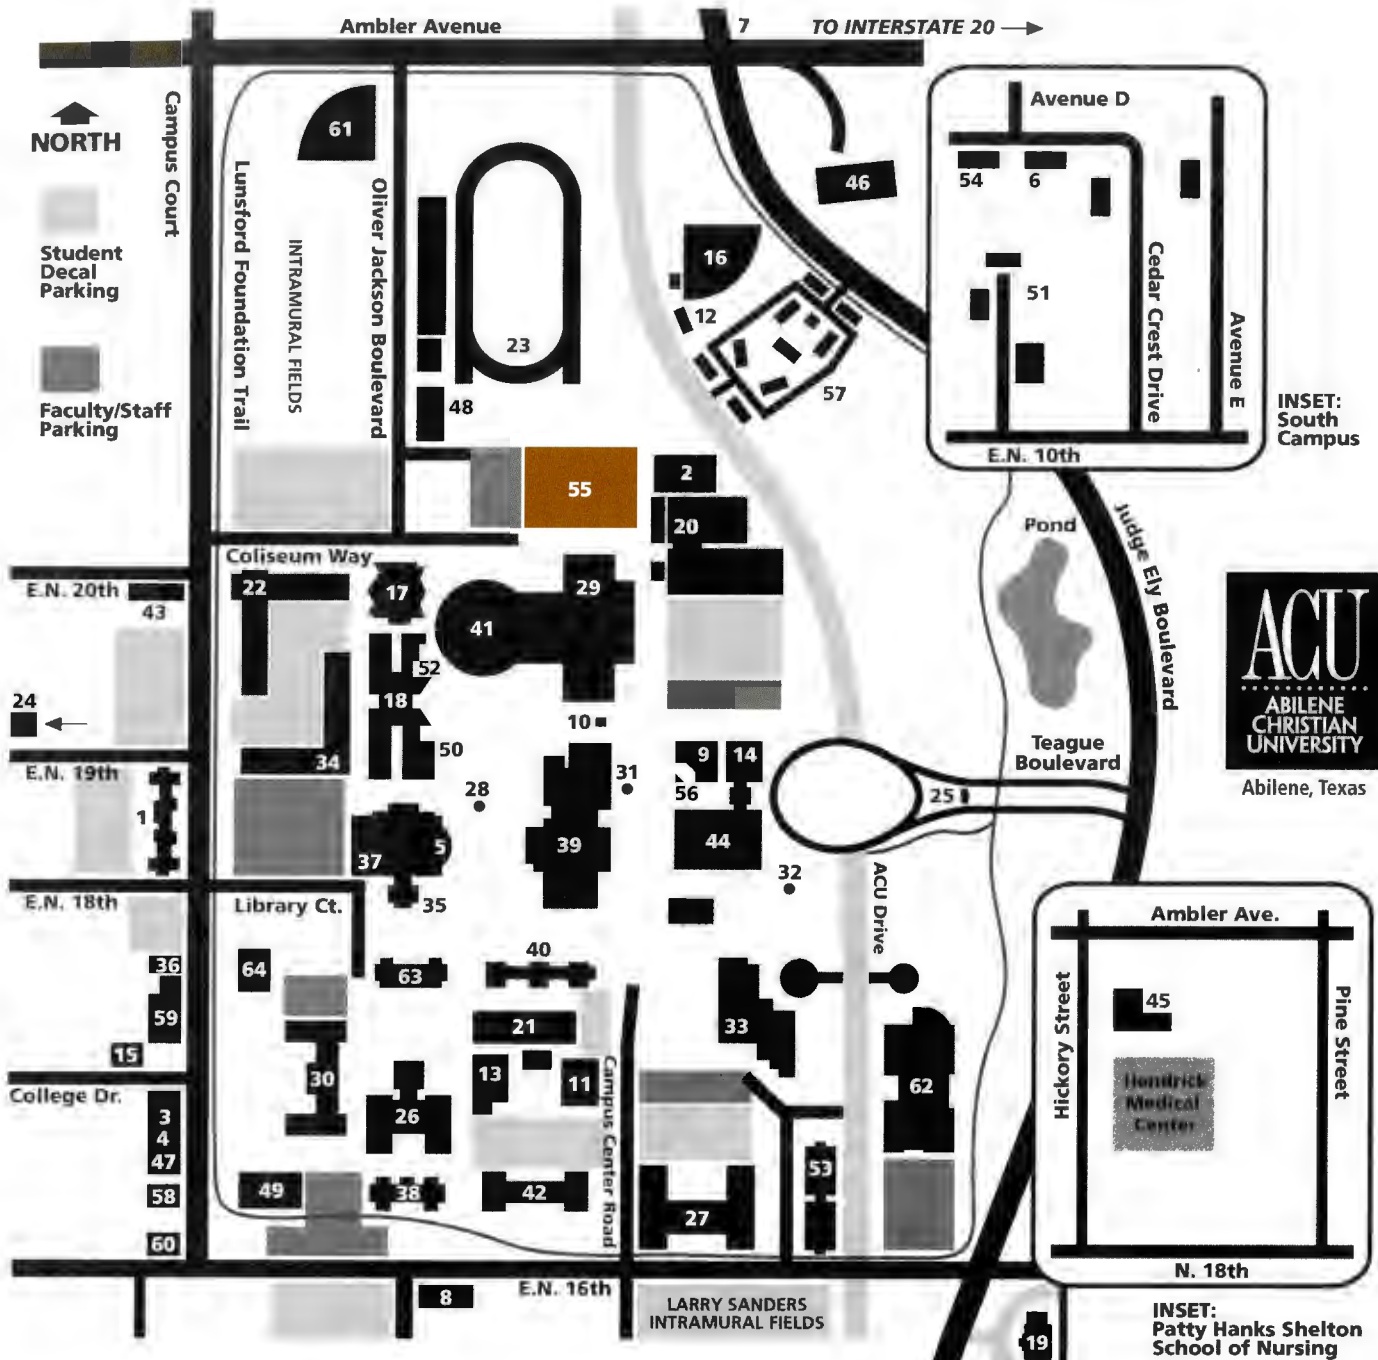 Ambler Avenue
7
TO INTERSTATE 20
NORTH
Campus Court
Student
Decal
Parking
Faculty/Staff
Parking
Lunsford Foundation Trail
INTRAMURAL FIELDS
Oliver Jackson Boulevard
61
23
48
46
16
12
57
Avenue D
54
6
51
Cedar Crest Drive
Avenue E
E.N. 10th
INSET:
South
Campus
55
2
20
Coliseum Way
E.N. 20th
43
22
17
29
41
52
18
24
10
50
34
28
31
9
14
56
44
32
25
Pond
Judge Ely Boulevard
Teague
Boulevard
ACU
ABILENE
CHRISTIAN
UNIVERSITY
Abilene, Texas
E.N. 19th
1
37
5
39
35
E.N. 18th
Library Ct.
ACU Drive
36
64
63
40
59
15
21
33
13
11
30
26
Campus Center Road
62
College Dr.
3
4
47
58
60
49
38
42
27
53
Ambler Ave.
Hickory Street
45
Pine Street
Hendrick
Medical
Center
N. 18th
E.N. 16th
8
LARRY SANDERS
INTRAMURAL FIELDS
19
INSET:
Patty Hanks Shelton
School of Nursing